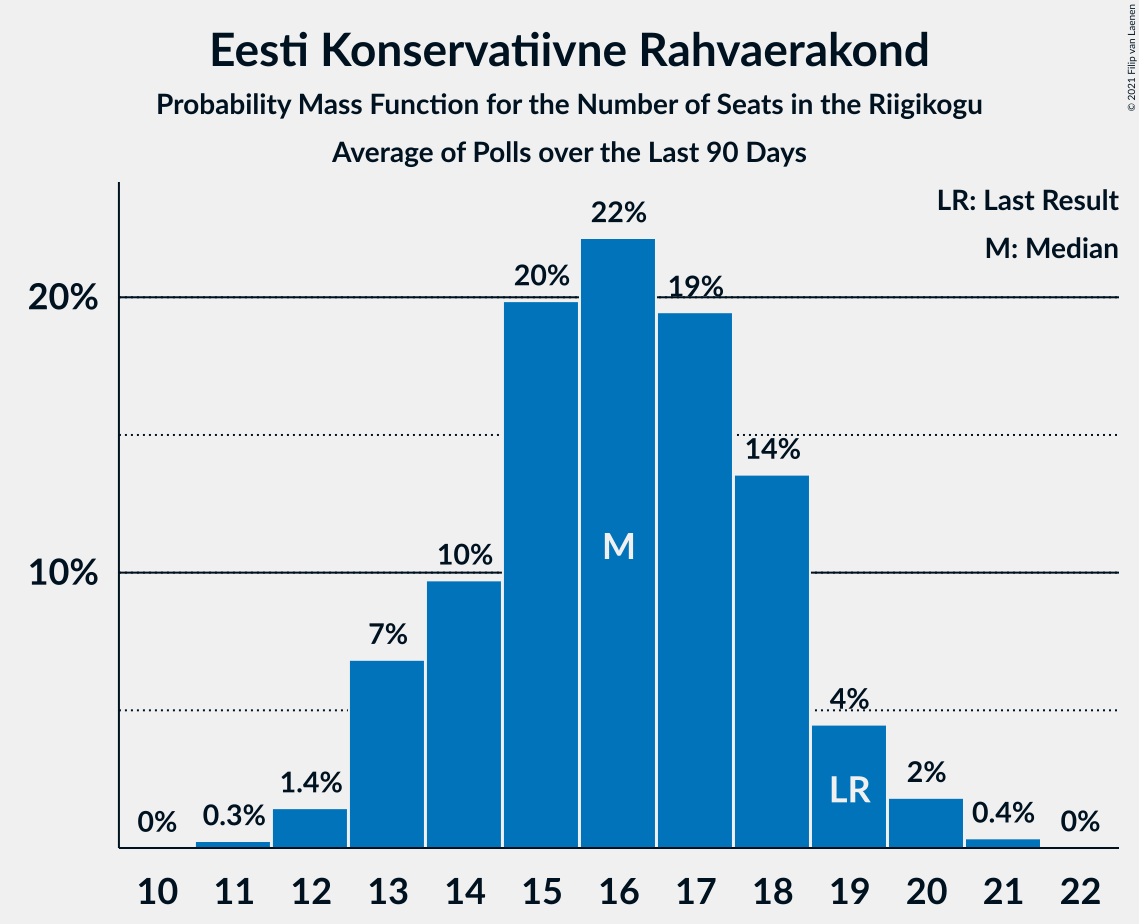 Eesti Konservatiivne Rahvaerakond
Probability Mass Function for the Number of Seats in the Riigikogu
Average of Polls over the Last 90 Days
© 2021 Filip van Laenen
LR: Last Result
M: Median
20%
10%
0%
0.3%
1.4%
7%
10%
20%
22%
19%
14%
4%
2%
0.4%
0%
M
LR
10 11 12 13 14 15 16 17 18 19 20 21 22